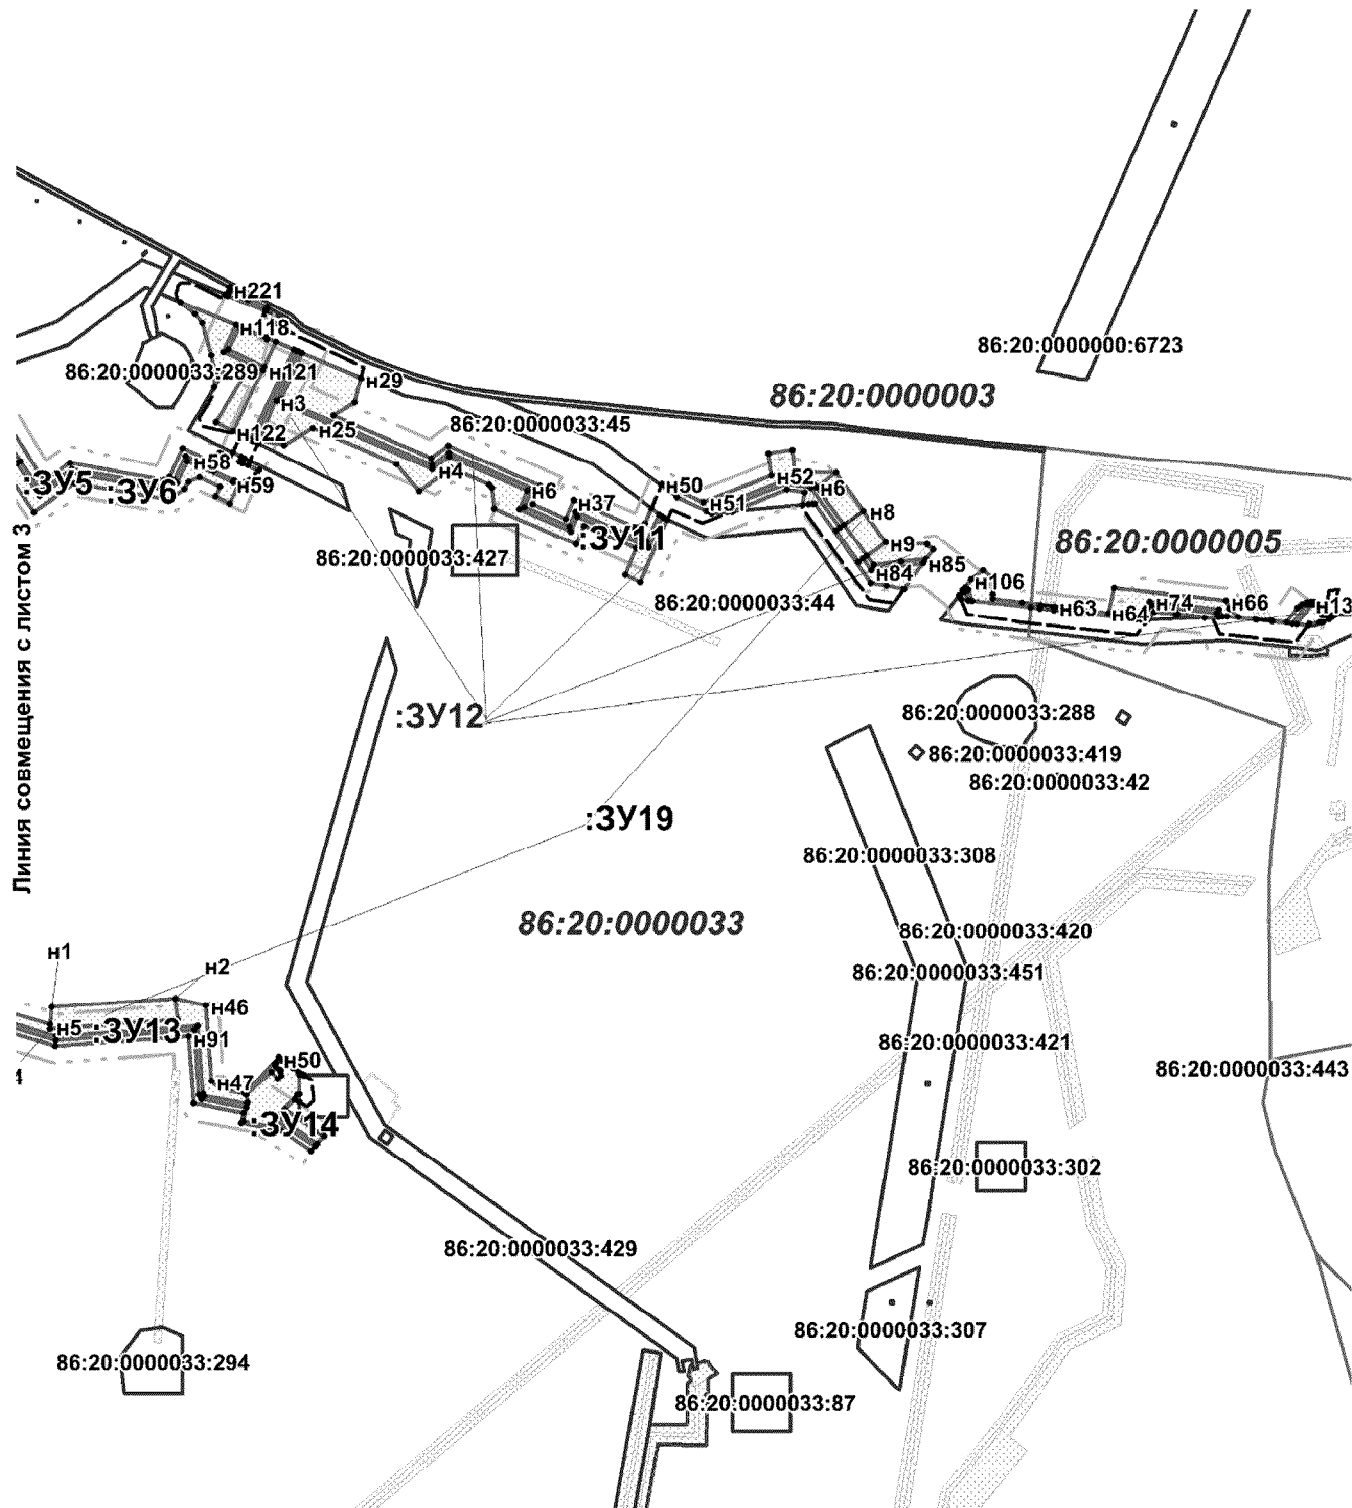 н221
н118
86:20:0000000:6723
86:20:0000033:289
н121
н29
86:20:0000003
н3
86:20:0000033:45
н122
н25
н58
н4
:ЗУ5
:ЗУ6
н59
н6
н50
н52
н6
н37
н51
н8
:ЗУ11
86:20:0000005
н9
86:20:0000033:427
н85
н84
н106
86:20:0000033:44
н63
н64
н74
н66
н13
Линия совмещения с листом 3
:ЗУ12
86:20:0000033:288
86:20:0000033:419
86:20:0000033:42
:ЗУ19
86:20:0000033:308
86:20:0000033
86:20:0000033:420
н1
н2
86:20:0000033:451
н46
н5
:ЗУ13
н91
86:20:0000033:421
н50
86:20:0000033:443
н47
:ЗУ14
86:20:0000033:302
86:20:0000033:429
86:20:0000033:307
86:20:0000033:294
86:20:0000033:87